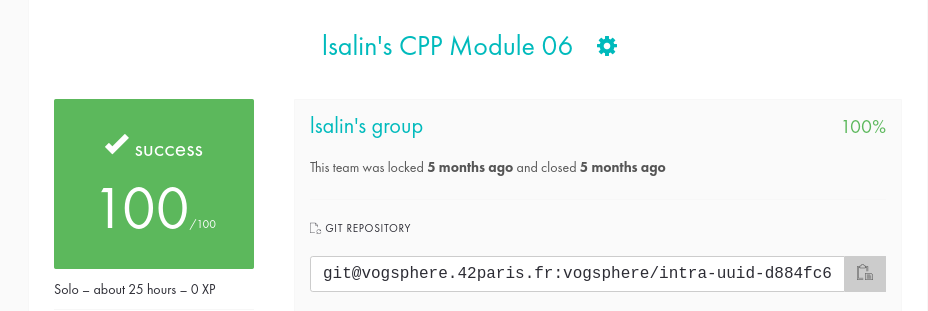 lsalin's CPP Module 06
success
100/100
Solo – about 25 hours – 0 XP
lsalin's group
100%
This team was locked 5 months ago and closed 5 months ago
GIT REPOSITORY
git@vogsphere.42paris.fr:vogsphere/intra-uuid-d884fc6